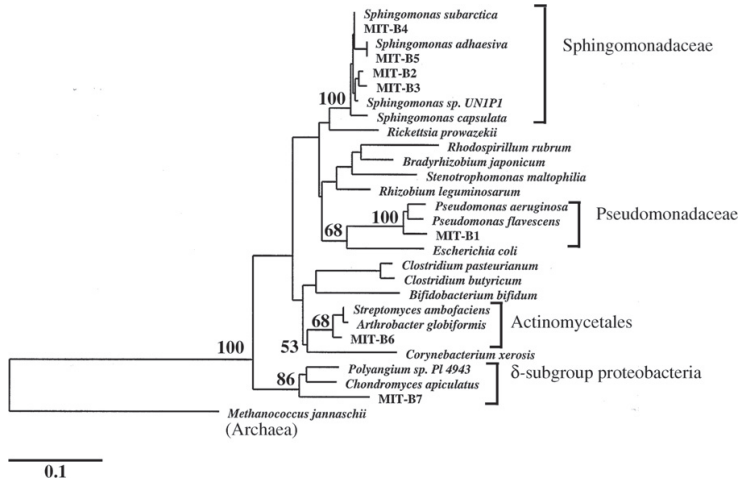 Sphingomonas subarctica
MIT-B4
Sphingomonas adhaesiva
Sphingomonadaceae
MIT-B5
MIT-B2
MIT-B3
100
Sphingomonas sp. UN1P1
Sphingomonas capsulata
Rickettsia prowazekii
Rhodospirillum rubrum
Bradyrhizobium japonicum
Stenotrophomonas maltophilia
Rhizobium leguminosarum
Pseudomonas aeruginosa
100
Pseudomonas flavescens
Pseudomonadaceae
68
MIT-B1
Escherichia coli
Clostridium pasteurianum
Clostridium butyricum
Bifidobacterium bifidum
Streptomyces ambofaciens
68
Arthrobacter globiformis
Actinomycetales
MIT-B6
100
53
Corynebacterium xerosis
Polyangium sp. Pl 4943
δ-subgroup proteobacteria
86
Chondromyces apiculatus
MIT-B7
Methanococcus jannaschii
(Archaea)
0.1